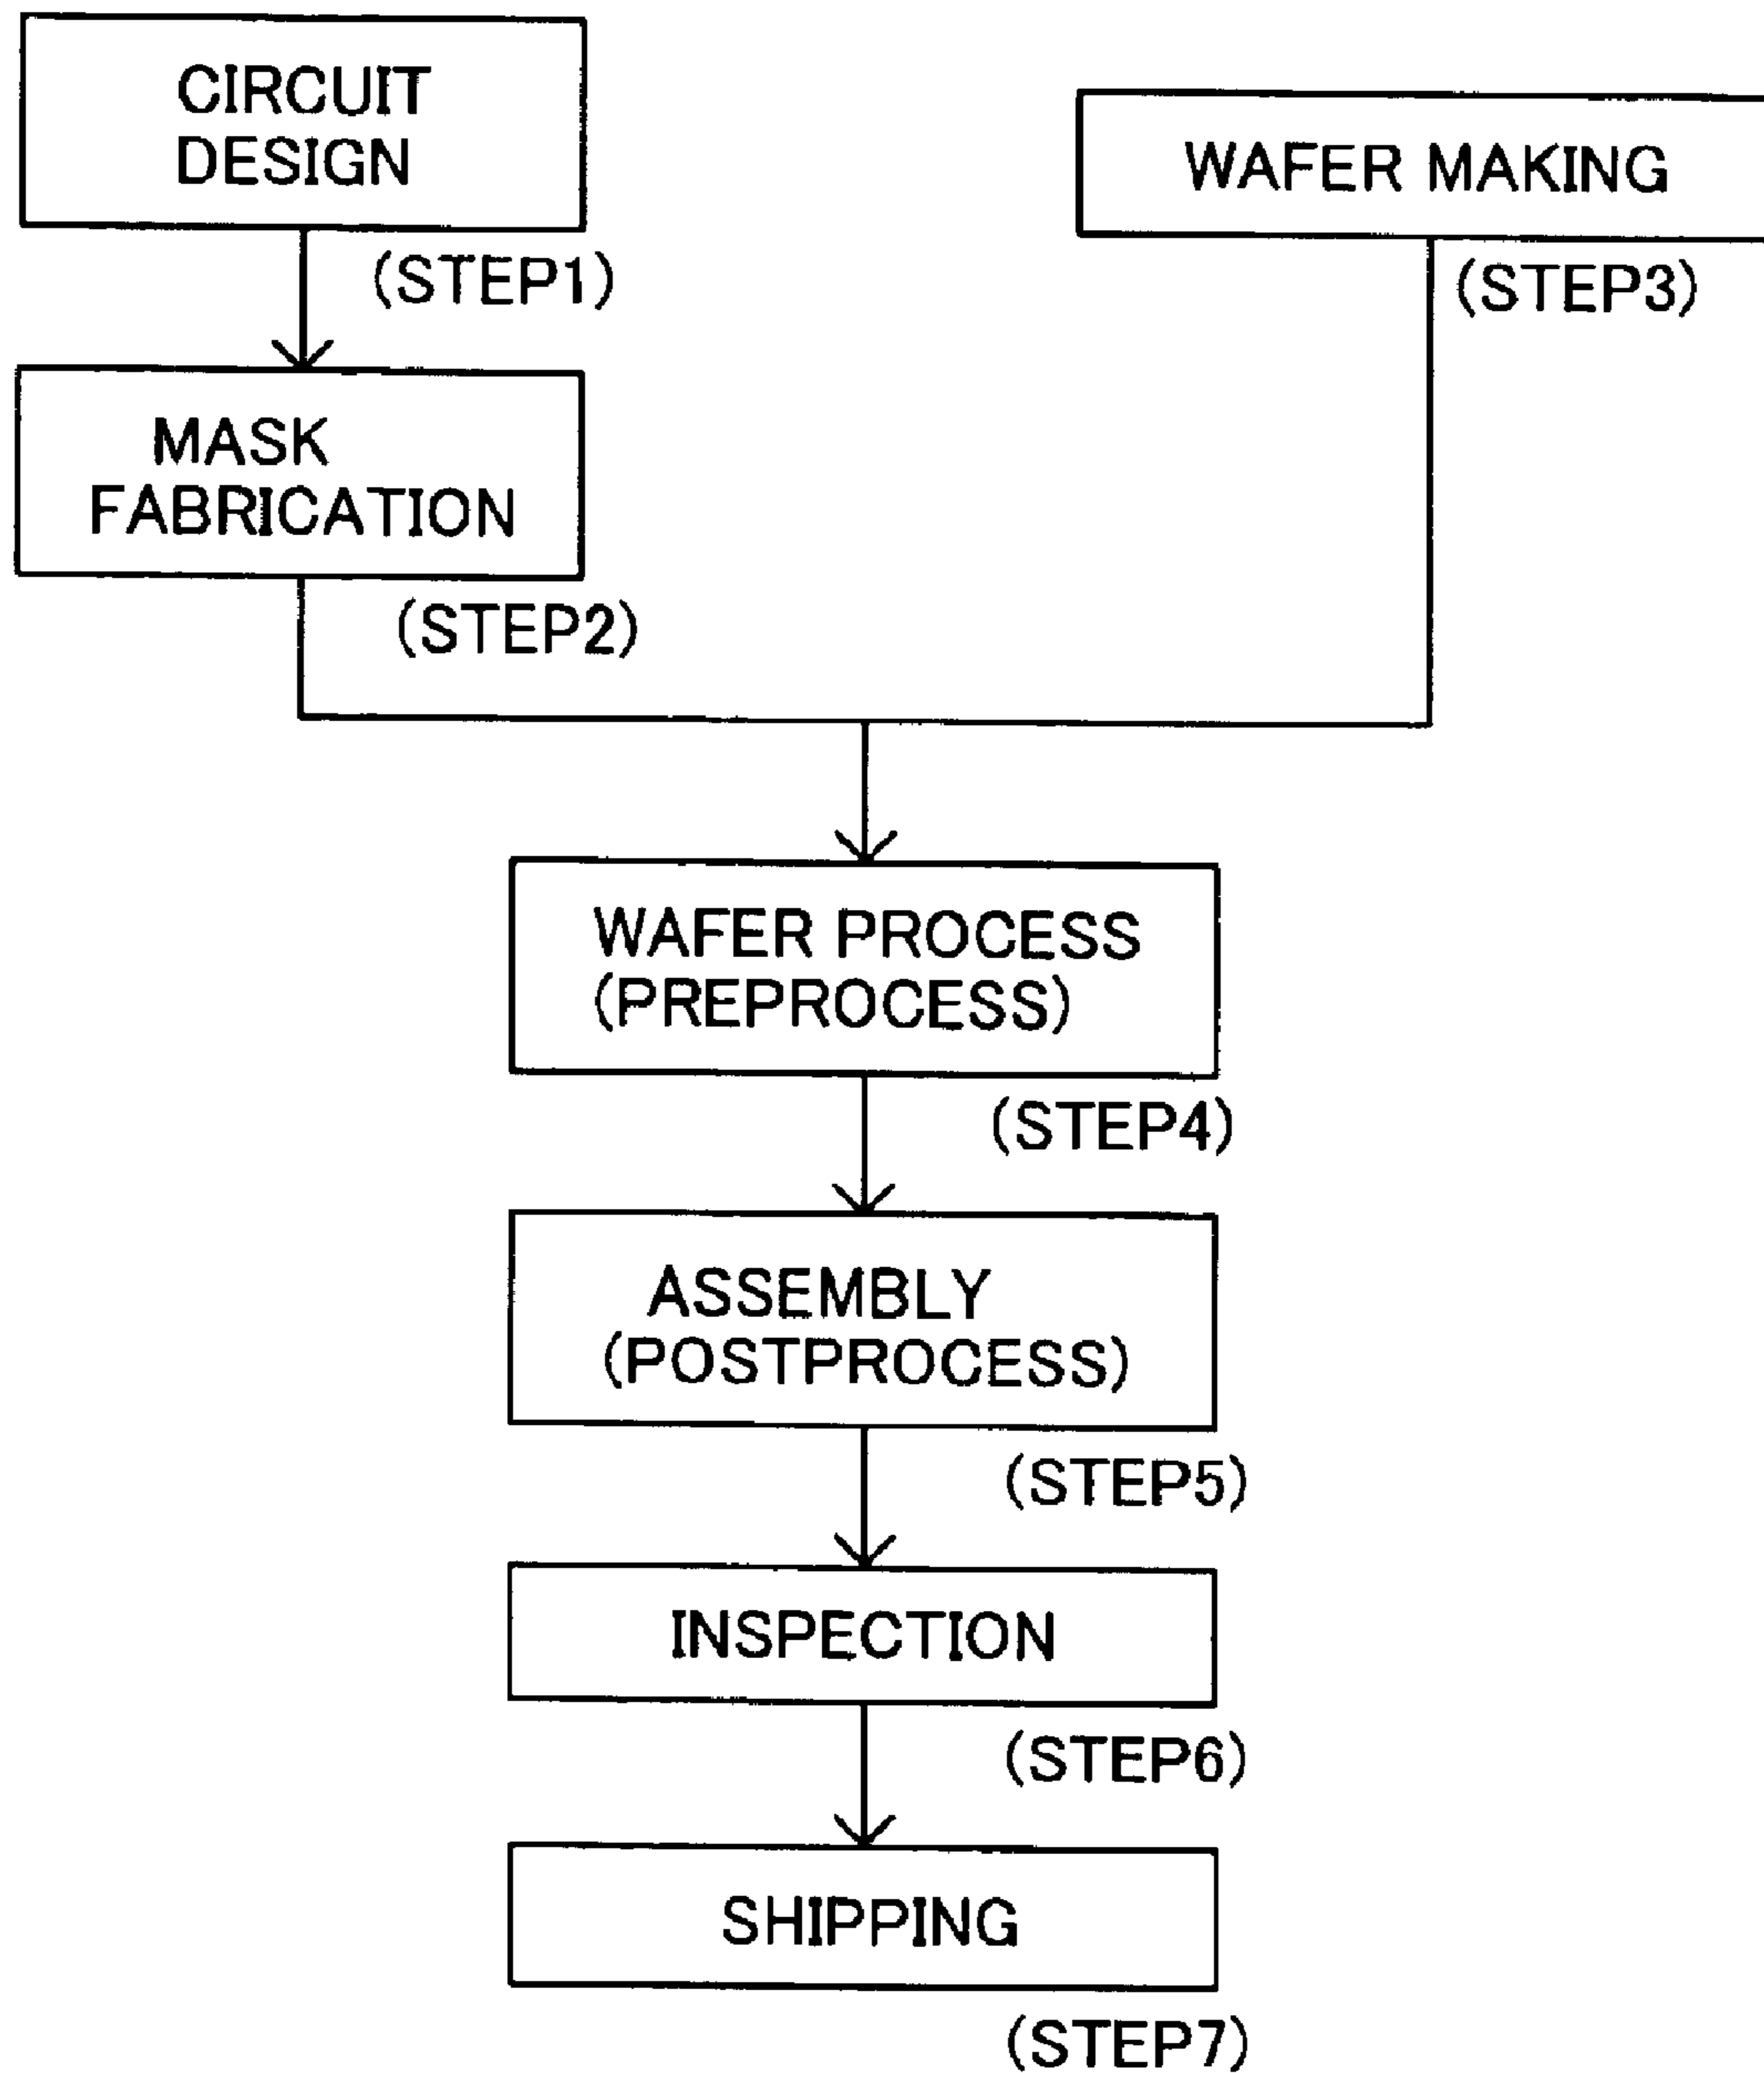 CIRCUIT
DESIGN
(STEP1)
WAFER MAKING
(STEP3)
MASK
FABRICATION
(STEP2)
WAFER PROCESS
(PREPROCESS)
(STEP4)
ASSEMBLY
(POSTPROCESS)
(STEP5)
INSPECTION
(STEP6)
SHIPPING
(STEP7)